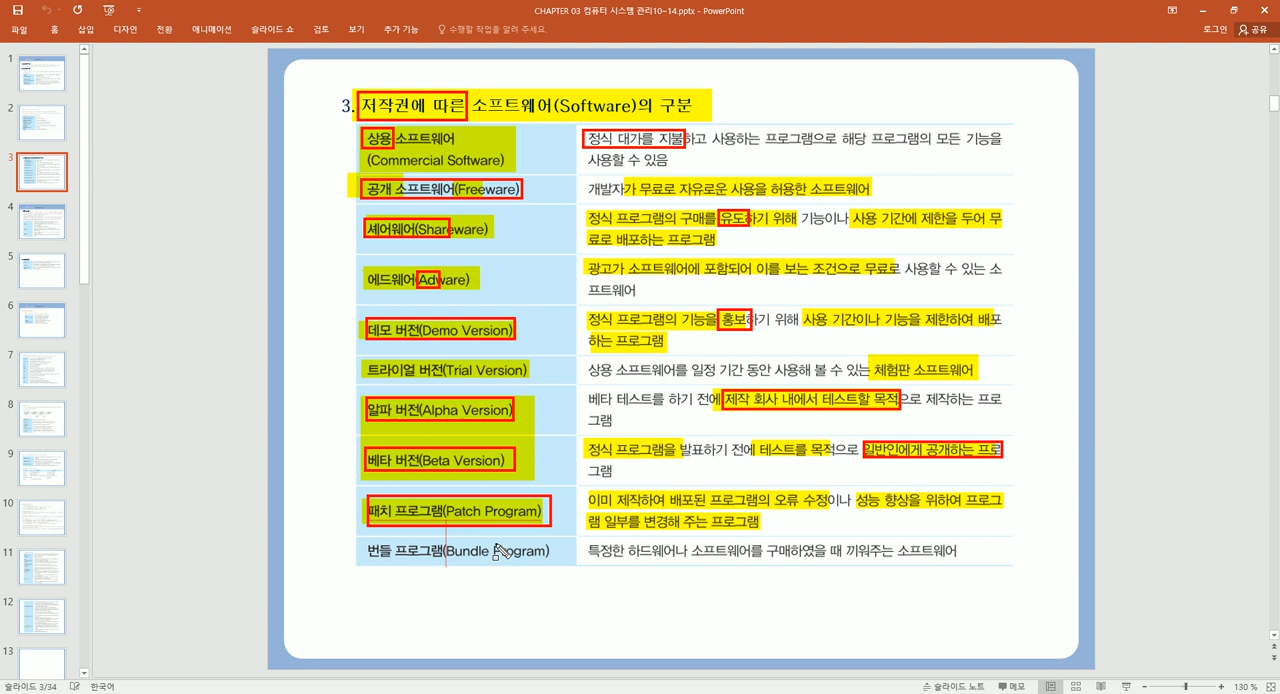 CHAPTER 03 컴퓨터 시스템 관리10~14.pptx - PowerPoint
파일 홈 삽입 디자인 전환 애니메이션 슬라이드 쇼 검토 보기 추가 기능 수행할 작업을 알려 주세요. 로그인 공유
1
2
3
4
5
6
7
8
9
10
11
12
13
3. 저작권에 따른 소프트웨어(Software)의 구분
상용 소프트웨어
(Commercial Software)
정식 대가를 지불하고 사용하는 프로그램으로 해당 프로그램의 모든 기능을
사용할 수 있음
공개 소프트웨어(Freeware)
개발자가 무료로 자유로운 사용을 허용한 소프트웨어
셰어웨어(Shareware)
정식 프로그램의 구매를 유도하기 위해 기능이나 사용 기간에 제한을 두어 무
료로 배포하는 프로그램
에드웨어(Adware)
광고가 소프트웨어에 포함되어 이를 보는 조건으로 무료로 사용할 수 있는 소
프트웨어
데모 버전(Demo Version)
정식 프로그램의 기능을 홍보하기 위해 사용 기간이나 기능을 제한하여 배포
하는 프로그램
트라이얼 버전(Trial Version)
상용 소프트웨어를 일정 기간 동안 사용해 볼 수 있는 체험판 소프트웨어
알파 버전(Alpha Version)
베타 테스트를 하기 전에 제작 회사 내에서 테스트할 목적으로 제작하는 프로
그램
베타 버전(Beta Version)
정식 프로그램을 발표하기 전에 테스트를 목적으로 일반인에게 공개하는 프로
그램
패치 프로그램(Patch Program)
이미 제작하여 배포된 프로그램의 오류 수정이나 성능 향상을 위하여 프로그
램 일부를 변경해 주는 프로그램
번들 프로그램(Bundle Program)
특정한 하드웨어나 소프트웨어를 구매하였을 때 끼워주는 소프트웨어
슬라이드 3/34 한국어 슬라이드 노트 메모 130 %